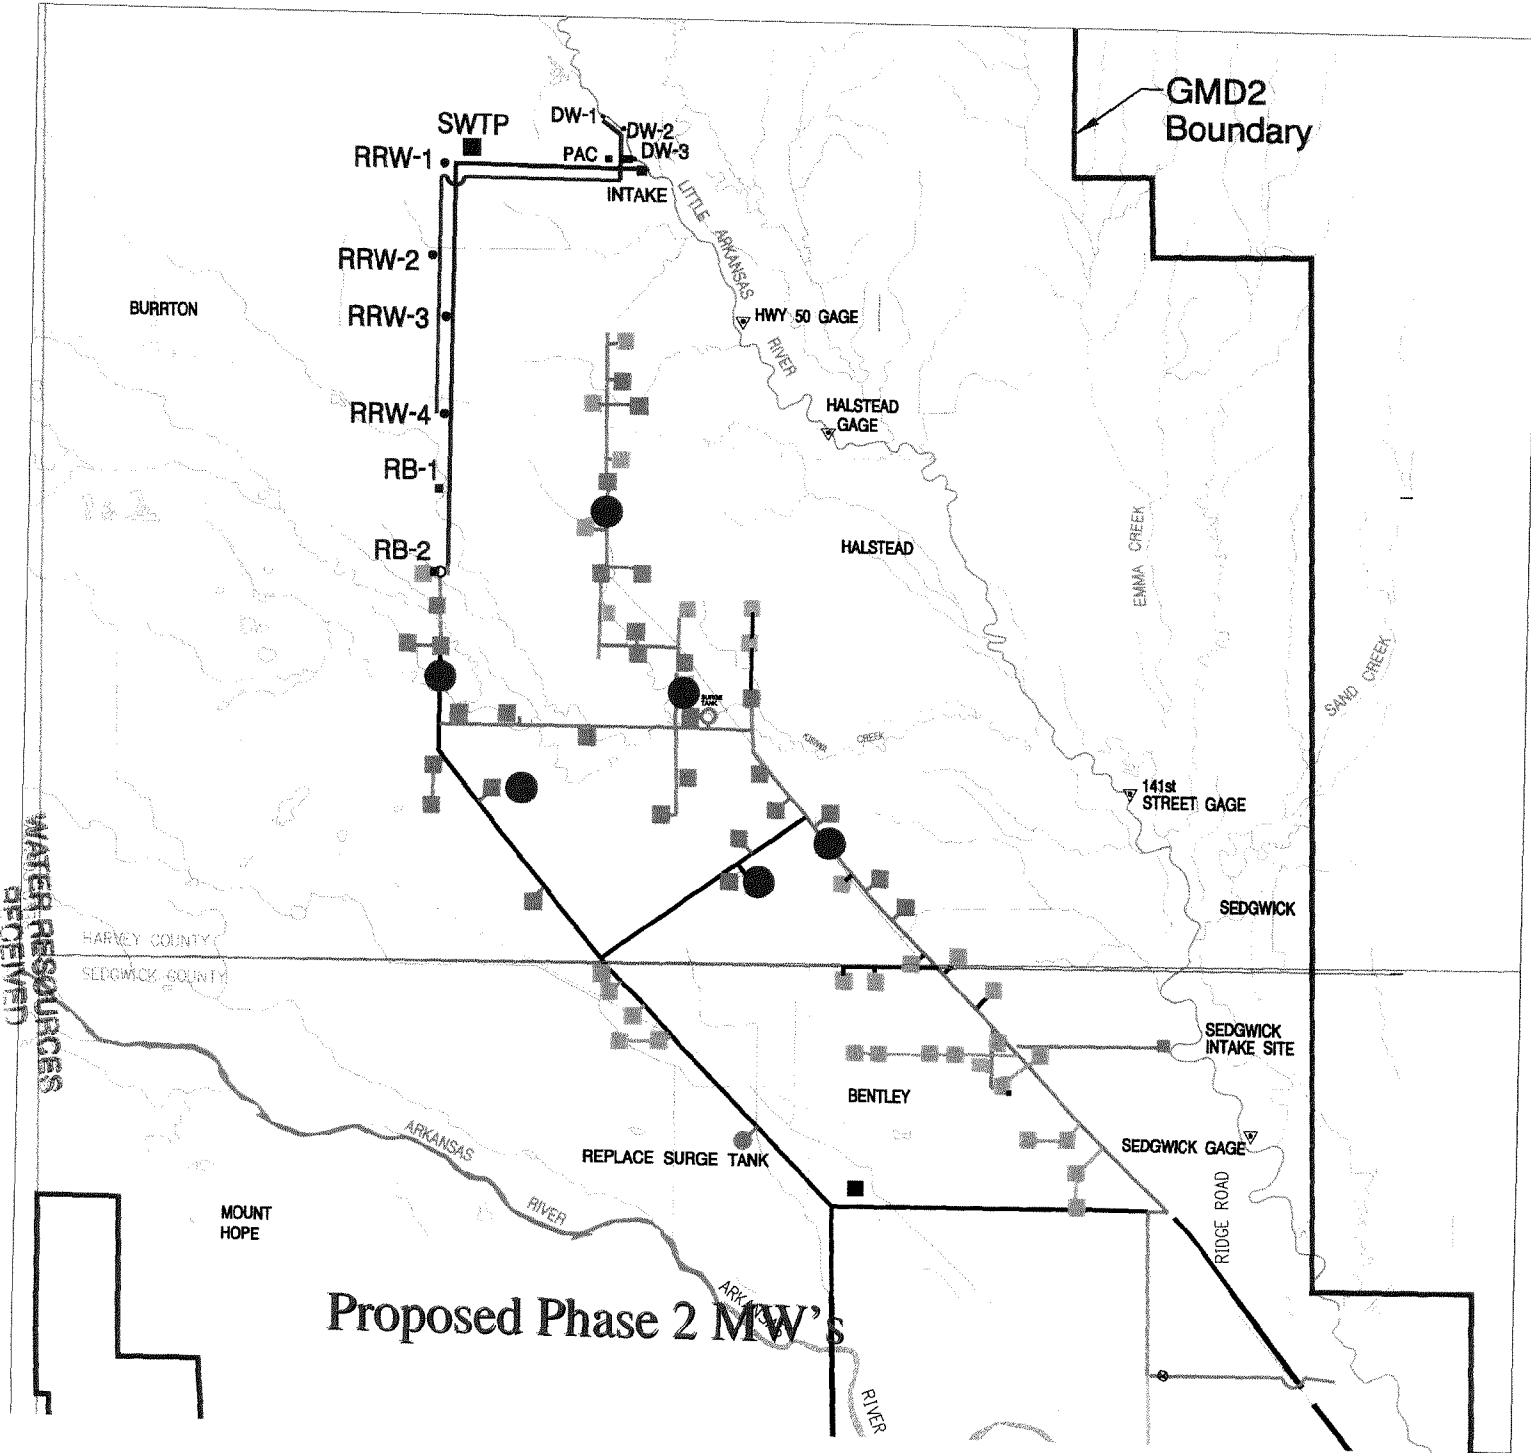 GMD2
Boundary
SWTP
DW-1
DW-2
DW-3
PAC
RRW-1
INTAKE
LITTLE ARKANSAS
RIVER
RRW-2
BURRTON
RRW-3
HWY 50 GAGE
RRW-4
HALSTEAD
GAGE
RB-1
RB-2
HALSTEAD
EMMA CREEK
SAND CREEK
SURGE
TANK
CREEK
141st
STREET GAGE
SEDGWICK
HARVEY COUNTY
SEDGWICK COUNTY
WATER RESOURCES
RECEIVED
SEDGWICK
INTAKE SITE
BENTLEY
ARKANSAS
RIVER
REPLACE SURGE TANK
SEDGWICK GAGE
RIDGE ROAD
MOUNT
HOPE
Proposed Phase 2 MW's
ARKANSAS
RIVER